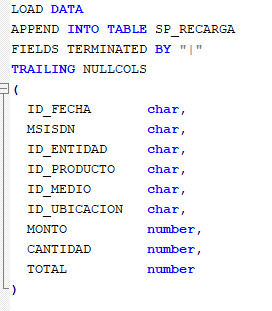 LOAD DATA
APPEND INTO TABLE SP_RECARGA
FIELDS TERMINATED BY "|"
TRAILING NULLCOLS
(
ID_FECHA char,
MSISDN char,
ID_ENTIDAD char,
ID_PRODUCTO char,
ID_MEDIO char,
ID_UBICACION char,
MONTO number,
CANTIDAD number,
TOTAL number
)